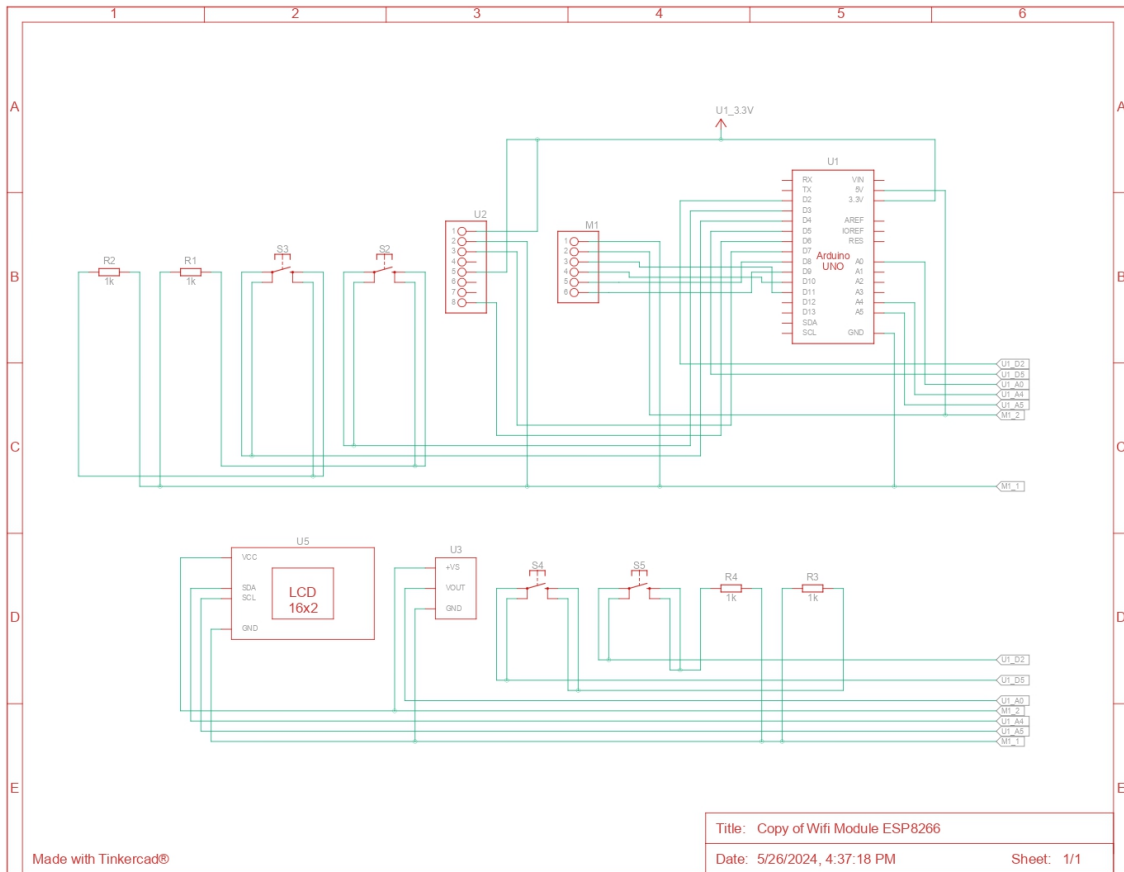 1 2 3 4 5 6
A A
U1_3.3V
U1
RX VIN
TX 5V
D2 3.3V
D3
D4 AREF
D5 IOREF
D6 RES
D7
D8 A0
D9 A1
D10 A2
D11 A3
D12 A4
D13 A5
SDA
SCL GND
Arduino
UNO
U2
1
2
3
4
5
6
7
8
M1
1
2
3
4
5
6
B B
R2
1k
R1
1k
S3
S2
U1_D2
U1_D5
U1_A0
U1_A4
U1_A5
M1_2
C C
M1_1
U5
VCC
SDA
SCL
GND
LCD
16x2
U3
+VS
VOUT
GND
S4
S5
R4
1k
R3
1k
D D
U1_D2
U1_D5
U1_A0
M1_2
U1_A4
U1_A5
M1_1
E E
Title: Copy of Wifi Module ESP8266
Made with Tinkercad®
Date: 5/26/2024, 4:37:18 PM Sheet: 1/1